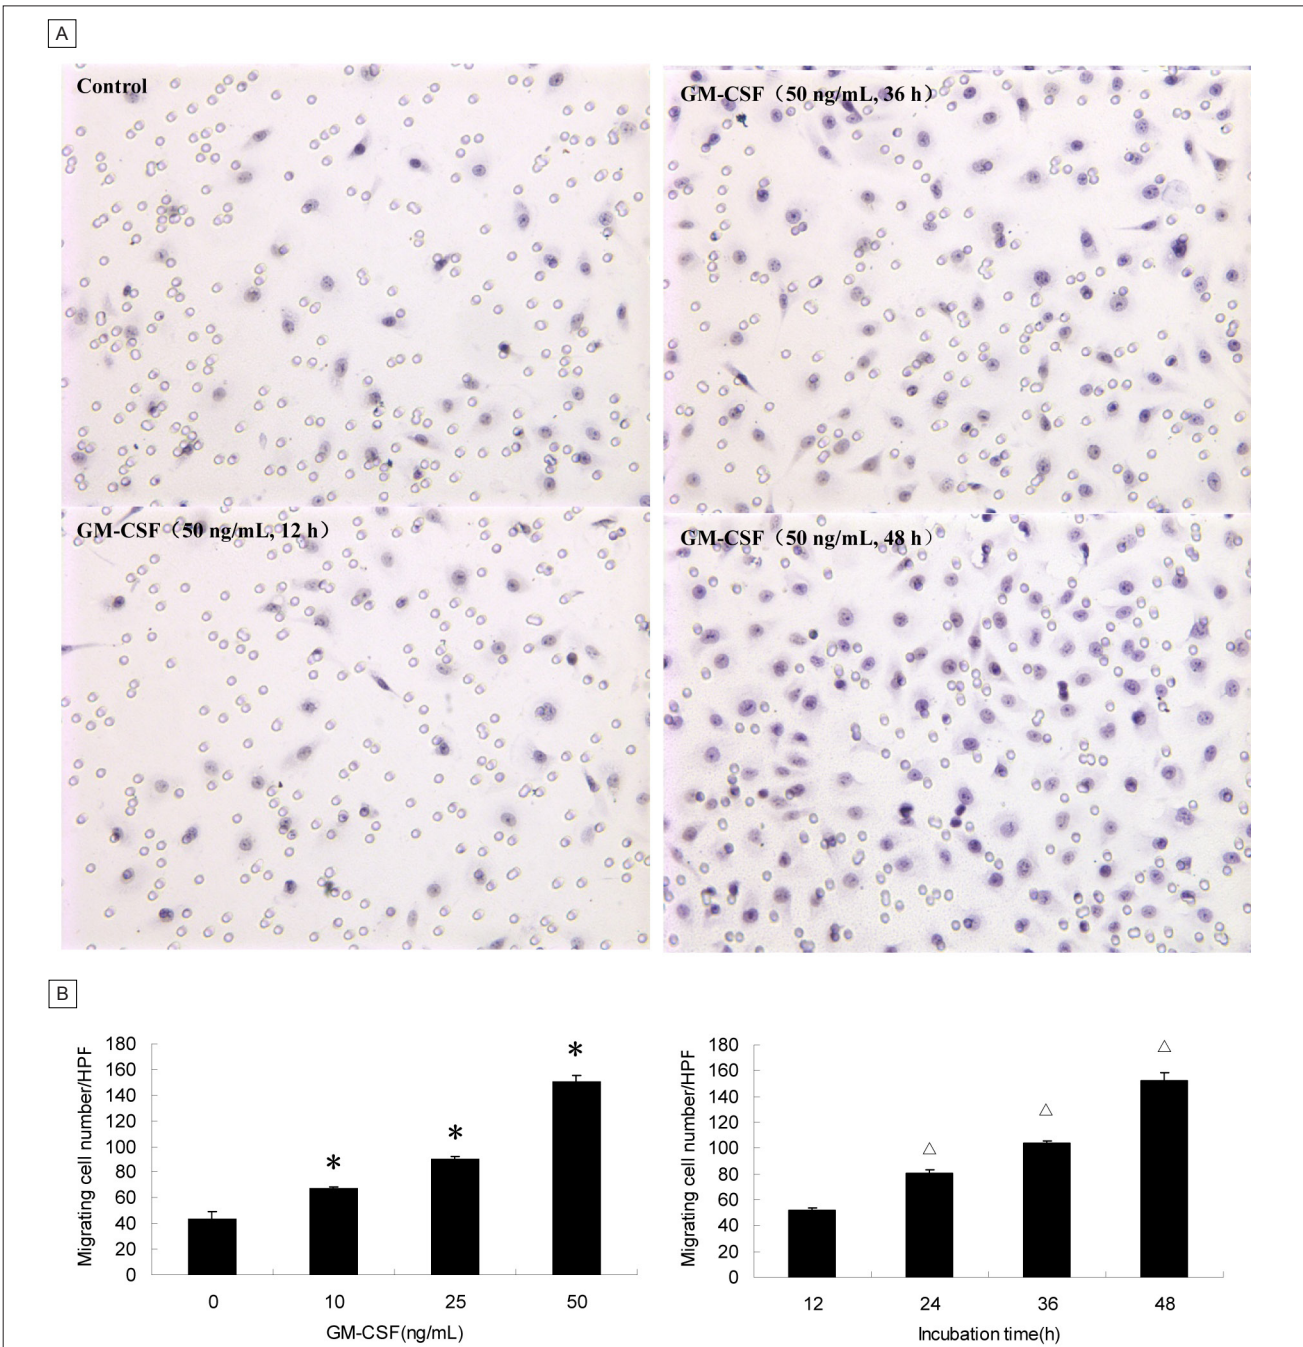 A
Control
GM-CSF（50 ng/mL, 36 h）
GM-CSF（50 ng/mL, 12 h）
GM-CSF（50 ng/mL, 48 h）
B
Migrating cell number/HPF
180
160
140
120
100
80
60
40
20
0
* * *
0 10 25 50
GM-CSF(ng/mL)
Migrating cell number/HPF
180
160
140
120
100
80
60
40
20
0
△ △ △
12 24 36 48
Incubation time(h)